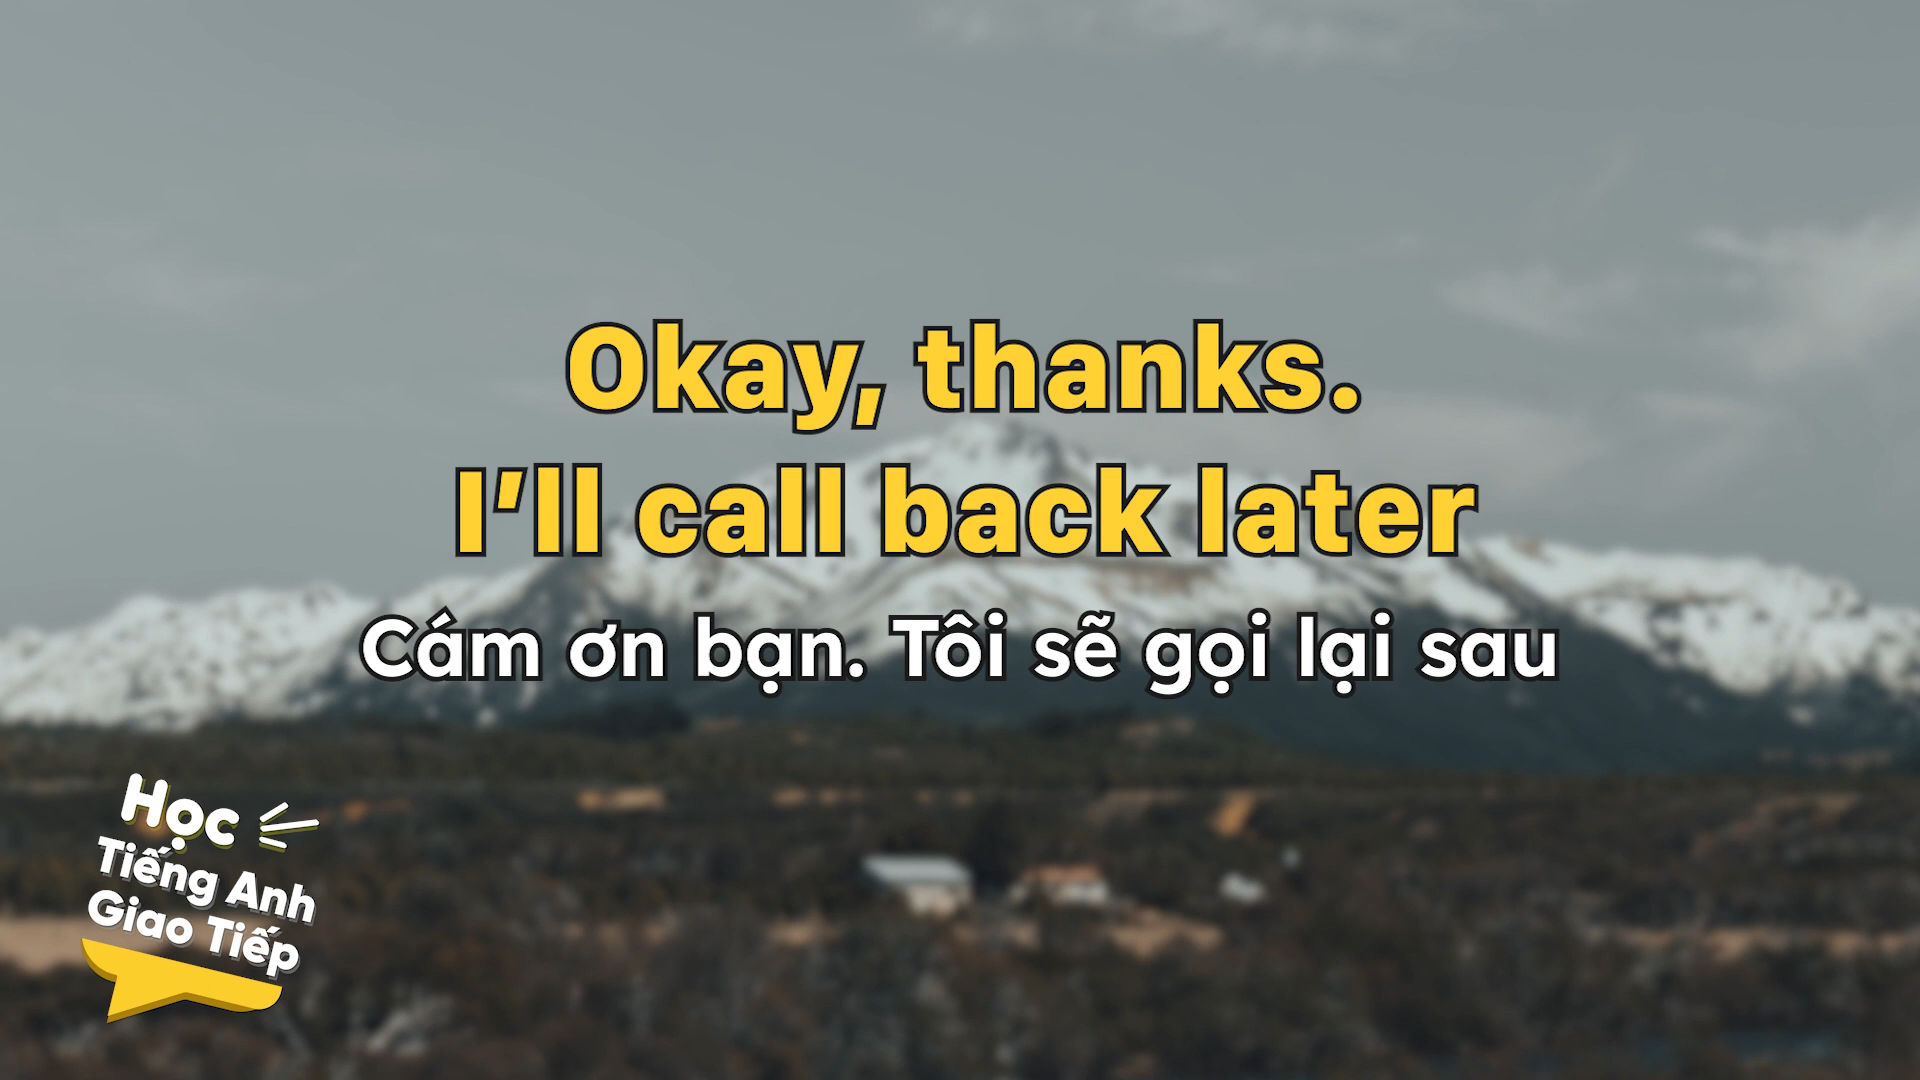 Okay, thanks.
I’ll call back later
Cám ơn bạn. Tôi sẽ gọi lại sau
Học
Tiếng Anh
Giao Tiếp